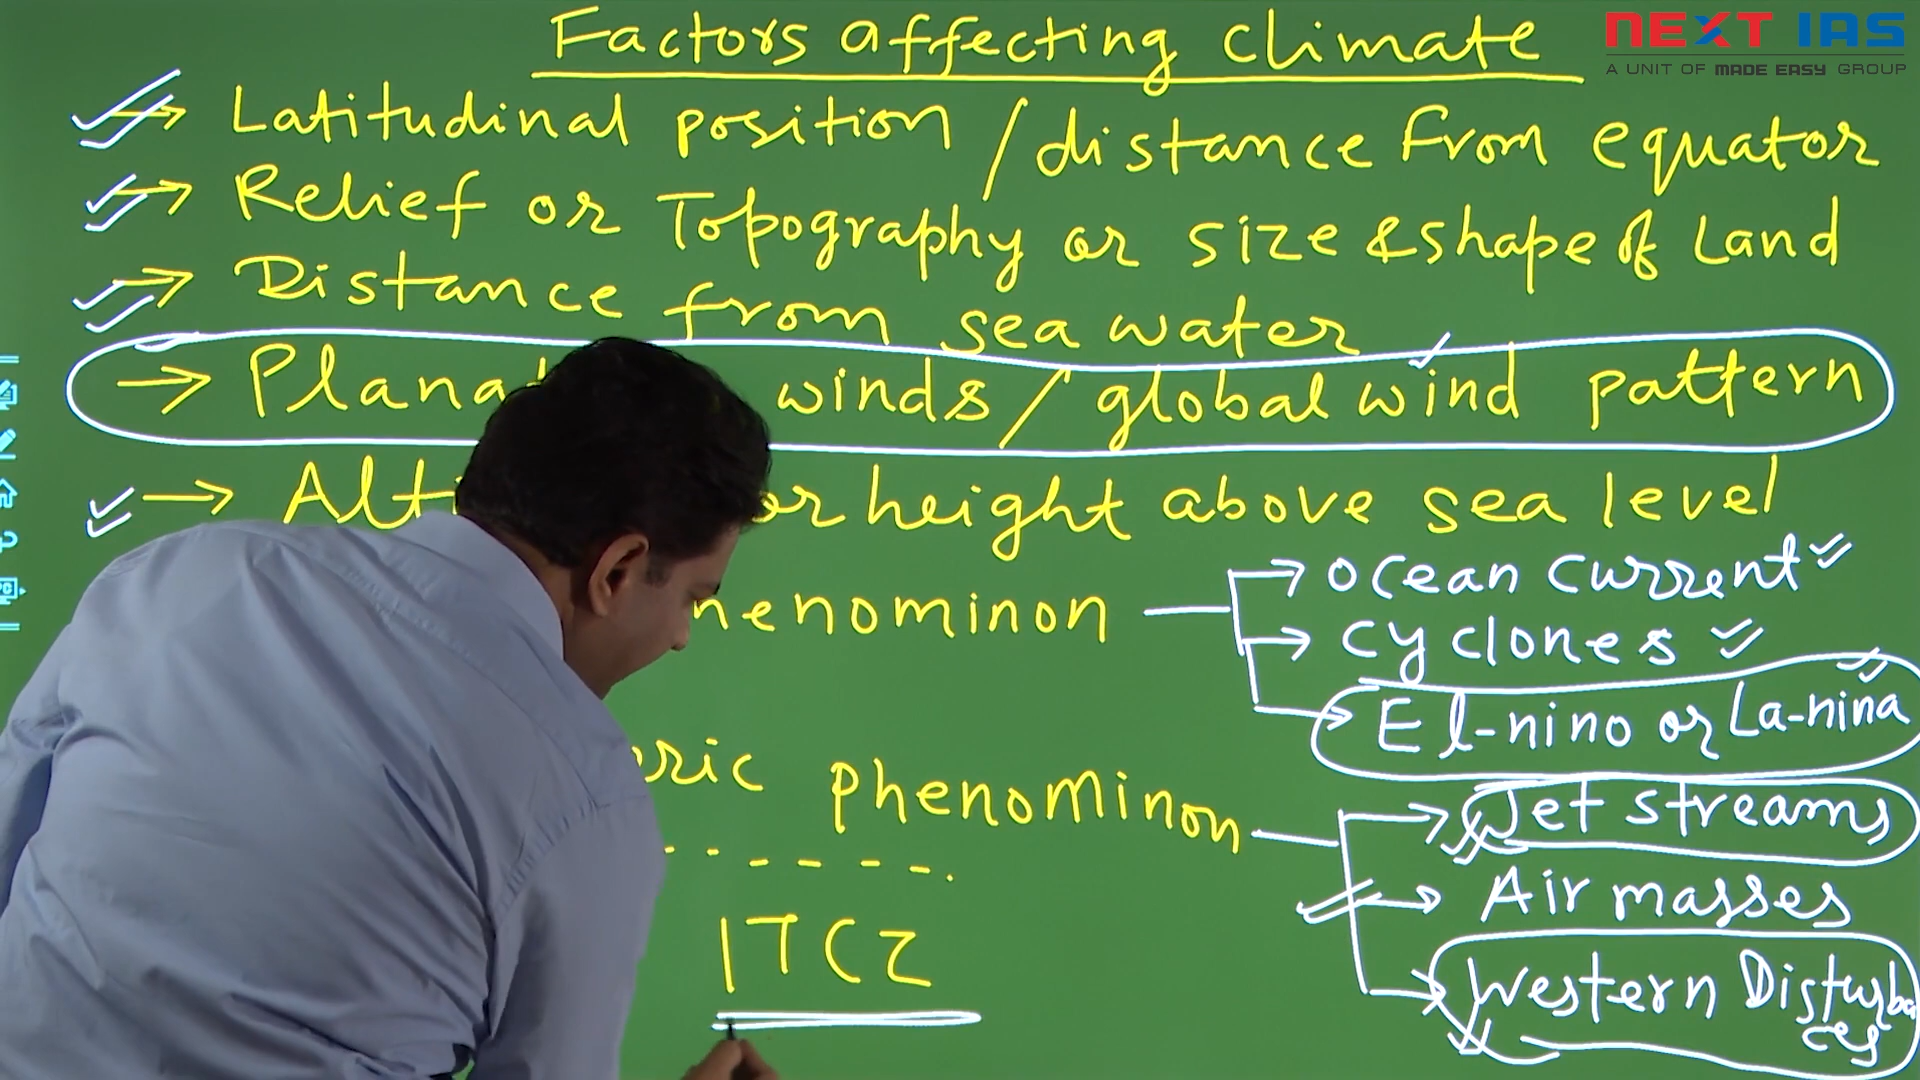 Factors affecting climate
NEXT IAS
A UNIT OF MADE EASY GROUP
→ Latitudinal position / distance from equator
→ Relief or Topography or size & shape of Land
→ Distance from sea water
→ winds / global wind pattern
→ or height above sea level
→ ocean current
→ cyclones
phenominon
→ El-nino or La-nina
→ Jet streams
phenominon
→ Air masses
ITCZ
→ Western Disturbances